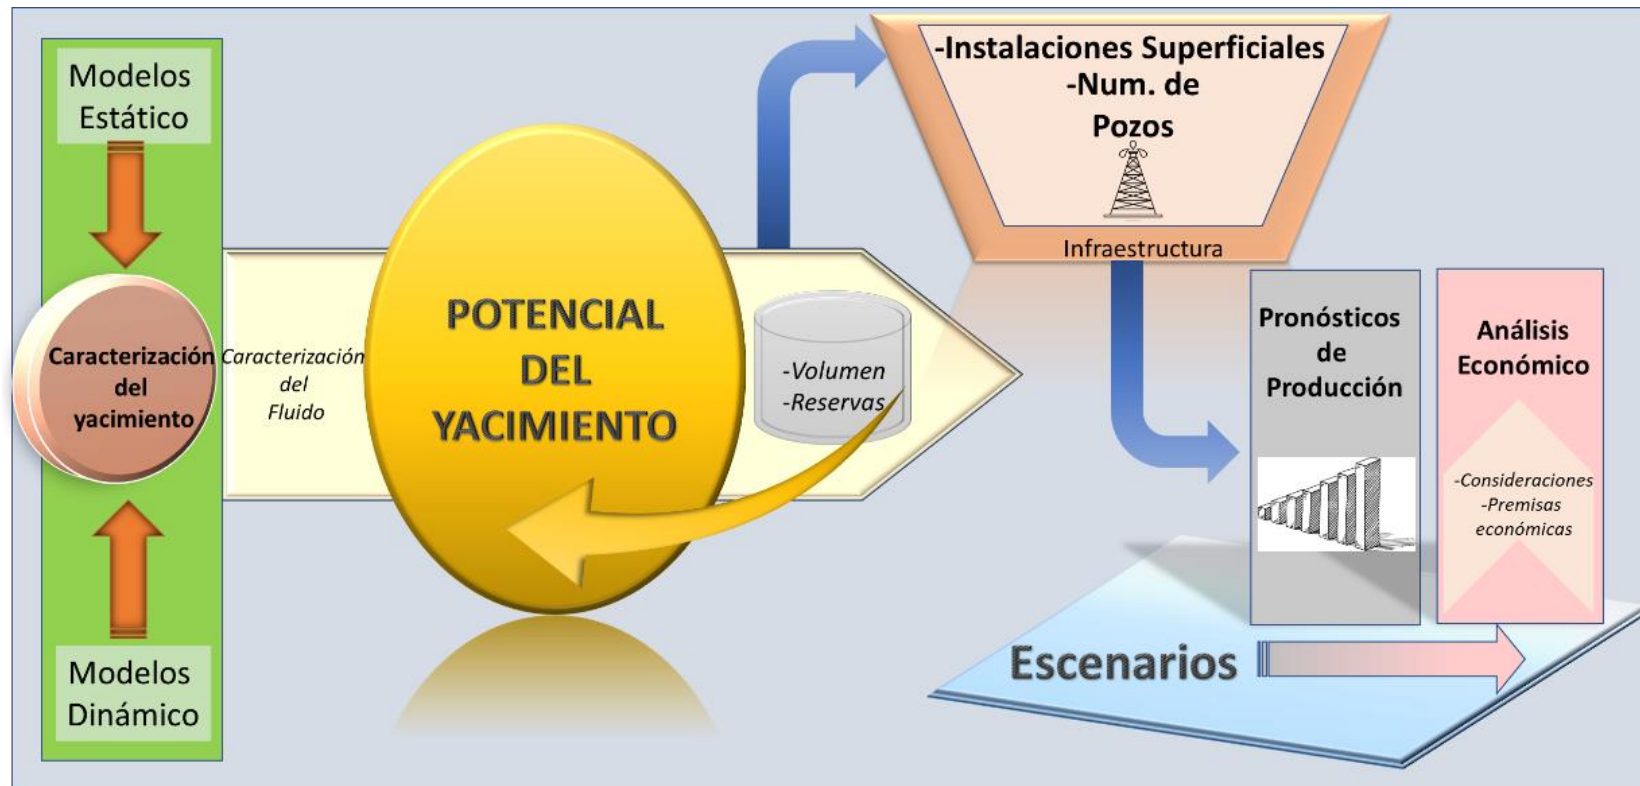 Modelos
Estático
Caracterización
del
yacimiento
Modelos
Dinámico
Caracterización
del
Fluido
POTENCIAL
DEL
YACIMIENTO
-Volumen
-Reservas
-Instalaciones Superficiales
-Num. de
Pozos
Infraestructura
Pronósticos
de
Producción
Análisis
Económico
-Consideraciones
-Premisas
económicas
Escenarios